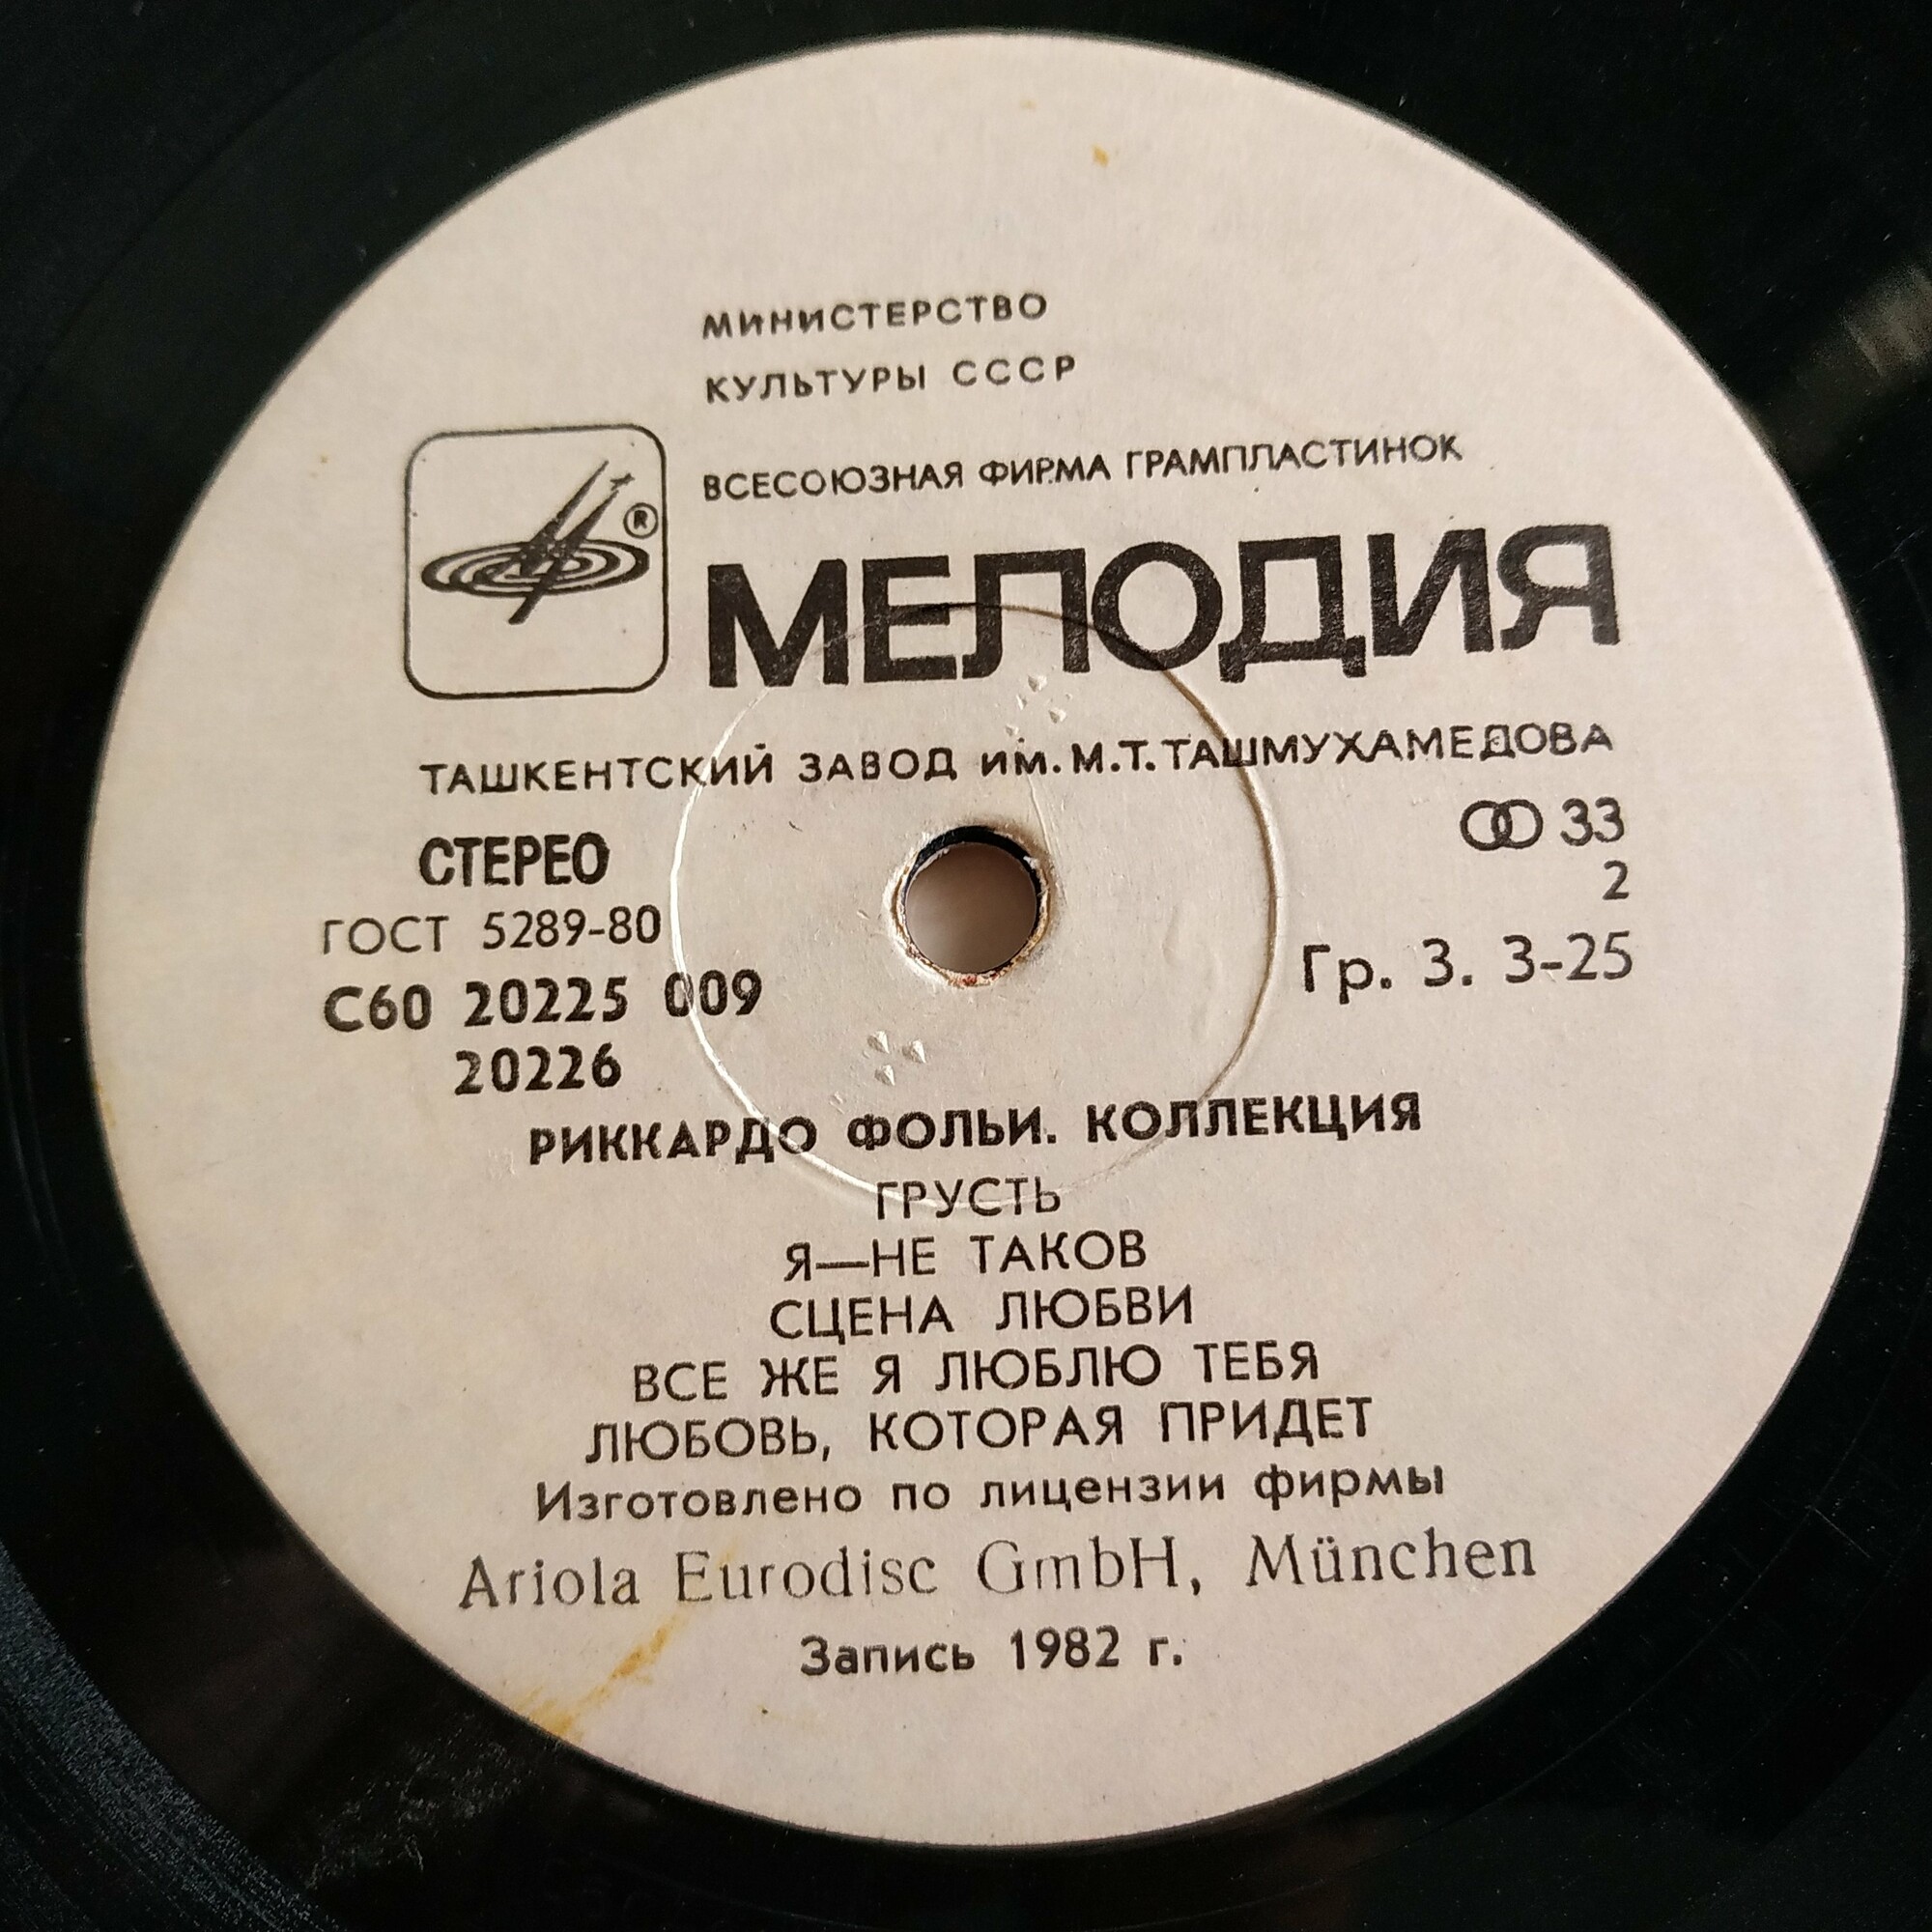 МИНИСТЕРСТВО
КУЛЬТУРЫ СССР
ВСЕСОЮЗНАЯ ФИРМА ГРАМПЛАСТИНОК
®
МЕЛОДИЯ
ТАШКЕНТСКИЙ ЗАВОД им. М.Т. ТАШМУХАМЕДОВА
СТЕРЕО
33
ГОСТ 5289-80
2
С60 20225 009
Гр. 3. 3-25
20226
РИККАРДО ФОЛЬИ. КОЛЛЕКЦИЯ
ГРУСТЬ
Я—НЕ ТАКОВ
СЦЕНА ЛЮБВИ
ВСЕ ЖЕ Я ЛЮБЛЮ ТЕБЯ
ЛЮБОВЬ, КОТОРАЯ ПРИДЕТ
Изготовлено по лицензии фирмы
Ariola Eurodisc GmbH, München
Запись 1982 г.